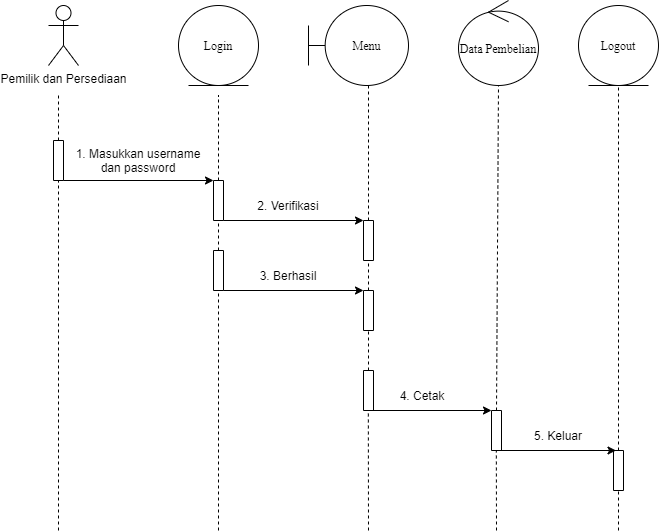 Login
Menu
Data Pembelian
Logout
Pemilik dan Persediaan
1. Masukkan username
dan password
2. Verifikasi
3. Berhasil
4. Cetak
5. Keluar